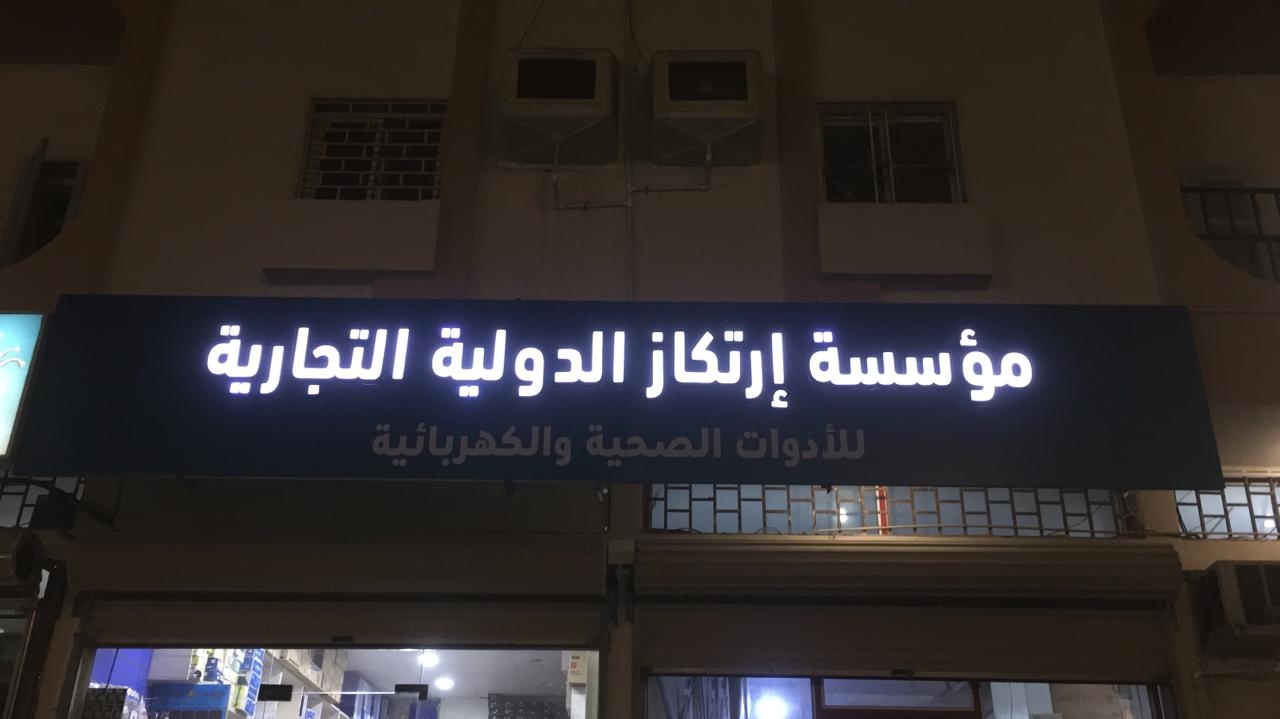 مؤسسة إرتكاز الدولية التجارية
للأدوات الصحية والكهربائية